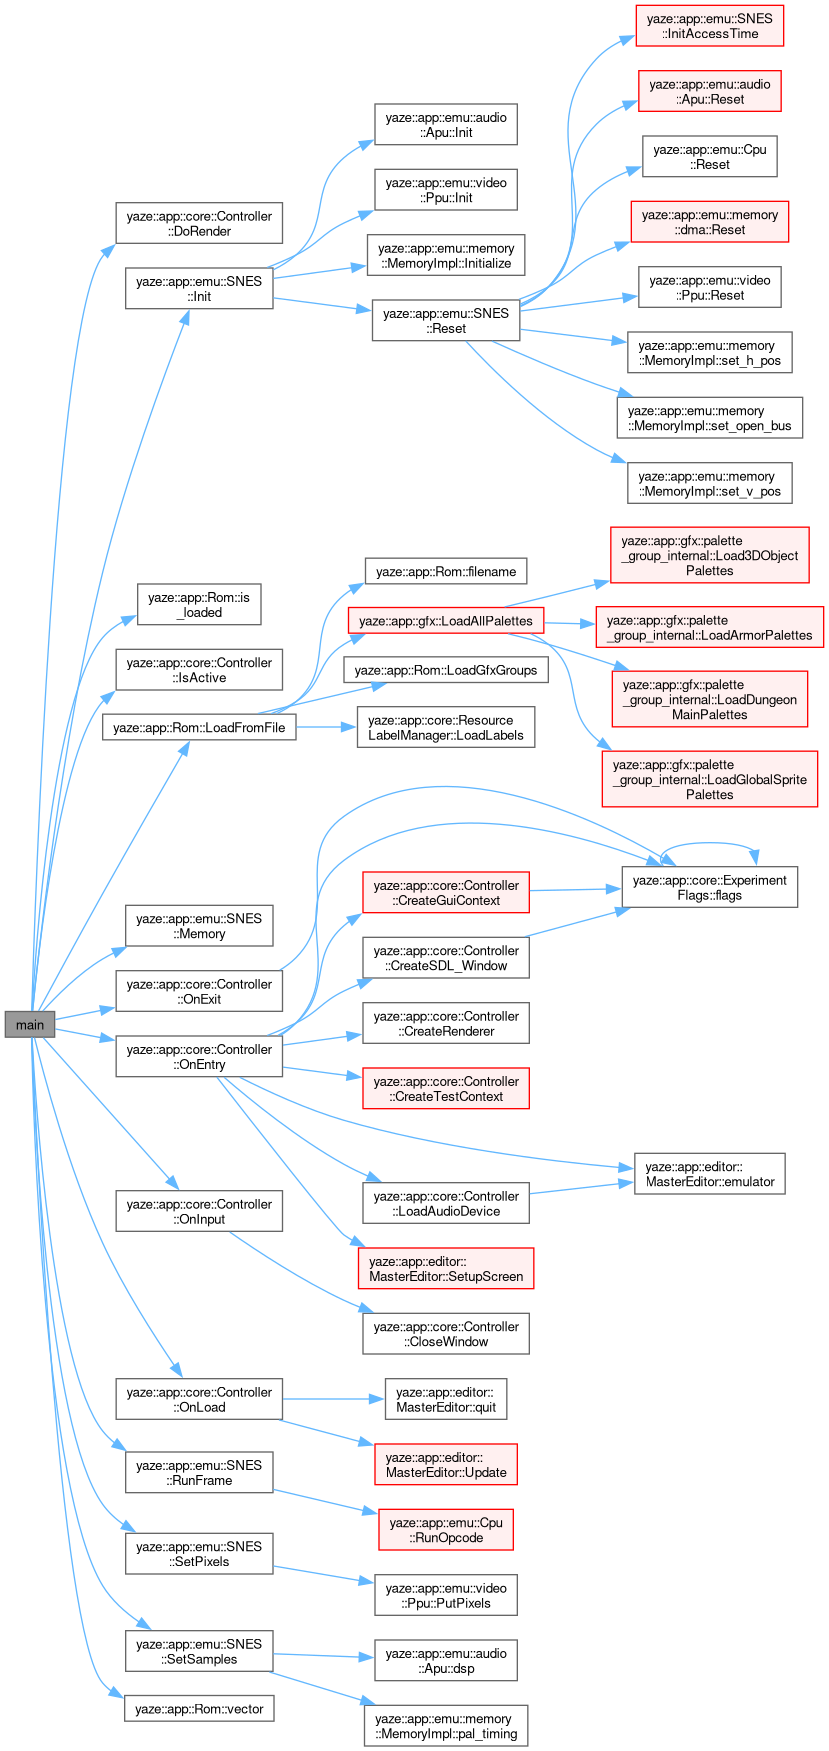 main
yaze::app::core::Controller
::DoRender
yaze::app::emu::SNES
::Init
yaze::app::emu::audio
::Apu::Init
yaze::app::emu::video
::Ppu::Init
yaze::app::emu::memory
::MemoryImpl::Initialize
yaze::app::emu::SNES
::Reset
yaze::app::emu::SNES
::InitAccessTime
yaze::app::emu::audio
::Apu::Reset
yaze::app::emu::Cpu
::Reset
yaze::app::emu::memory
::dma::Reset
yaze::app::emu::video
::Ppu::Reset
yaze::app::emu::memory
::MemoryImpl::set_h_pos
yaze::app::emu::memory
::MemoryImpl::set_open_bus
yaze::app::emu::memory
::MemoryImpl::set_v_pos
yaze::app::Rom::is
_loaded
yaze::app::core::Controller
::IsActive
yaze::app::Rom::LoadFromFile
yaze::app::Rom::filename
yaze::app::gfx::LoadAllPalettes
yaze::app::Rom::LoadGfxGroups
yaze::app::core::Resource
LabelManager::LoadLabels
yaze::app::gfx::palette
_group_internal::Load3DObject
Palettes
yaze::app::gfx::palette
_group_internal::LoadArmorPalettes
yaze::app::gfx::palette
_group_internal::LoadDungeon
MainPalettes
yaze::app::gfx::palette
_group_internal::LoadGlobalSprite
Palettes
yaze::app::emu::SNES
::Memory
yaze::app::core::Controller
::OnExit
yaze::app::core::Controller
::OnEntry
yaze::app::core::Controller
::CreateGuiContext
yaze::app::core::Controller
::CreateSDL_Window
yaze::app::core::Controller
::CreateRenderer
yaze::app::core::Controller
::CreateTestContext
yaze::app::core::Experiment
Flags::flags
yaze::app::core::Controller
::LoadAudioDevice
yaze::app::editor::
MasterEditor::emulator
yaze::app::editor::
MasterEditor::SetupScreen
yaze::app::core::Controller
::OnInput
yaze::app::core::Controller
::CloseWindow
yaze::app::core::Controller
::OnLoad
yaze::app::editor::
MasterEditor::quit
yaze::app::editor::
MasterEditor::Update
yaze::app::emu::SNES
::RunFrame
yaze::app::emu::Cpu
::RunOpcode
yaze::app::emu::SNES
::SetPixels
yaze::app::emu::video
::Ppu::PutPixels
yaze::app::emu::SNES
::SetSamples
yaze::app::emu::audio
::Apu::dsp
yaze::app::emu::memory
::MemoryImpl::pal_timing
yaze::app::Rom::vector